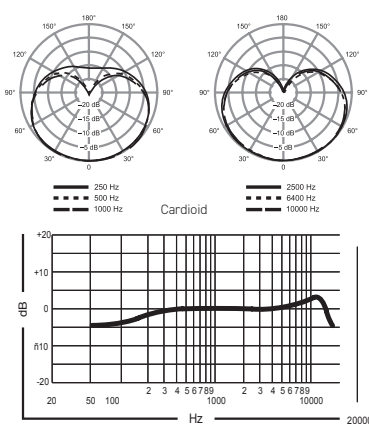 180° 180
150° 150° 150° 150°
120° 120° 120° 120°
90° 90° 90° 90°
–20 dB –20 dB
–15 dB –15 dB
–10 dB –10 dB
–5 dB –5 dB
60° 60° 60° 60°
30° 30° 30° 30°
0 0
250 Hz 2500 Hz
500 Hz 6400 Hz
1000 Hz Cardioid 10000 Hz
+20
+10
dB 0
ñ10
-20
2 3 4 5 6 7 8 9 2 3 4 5 6 7 8 9
20 50 100 1000 10000
Hz 20000